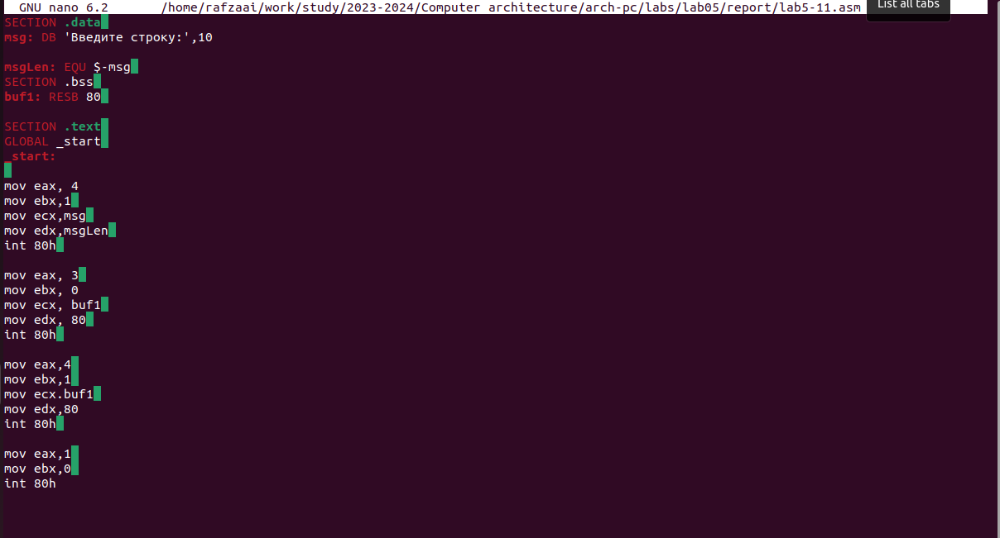 GNU nano 6.2 /home/rafzaai/work/study/2023-2024/Computer architecture/arch-pc/labs/lab05/report/lab5-11.asm List all tabs
SECTION .data
msg: DB 'Введите строку:',10
msgLen: EQU $-msg
SECTION .bss
buf1: RESB 80
SECTION .text
GLOBAL _start
_start:
mov eax, 4
mov ebx,1
mov ecx,msg
mov edx,msgLen
int 80h
mov eax, 3
mov ebx, 0
mov ecx, buf1
mov edx, 80
int 80h
mov eax,4
mov ebx,1
mov ecx.buf1
mov edx,80
int 80h
mov eax,1
mov ebx,0
int 80h